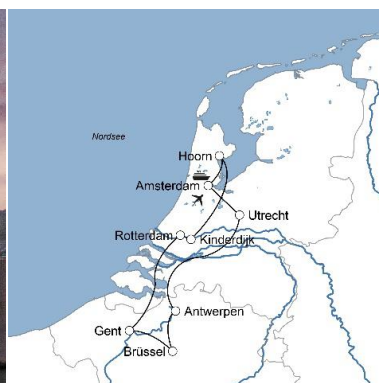 Nordsee
Hoorn
Amsterdam
Utrecht
Rotterdam
Kinderdijk
Antwerpen
Gent
Brüssel